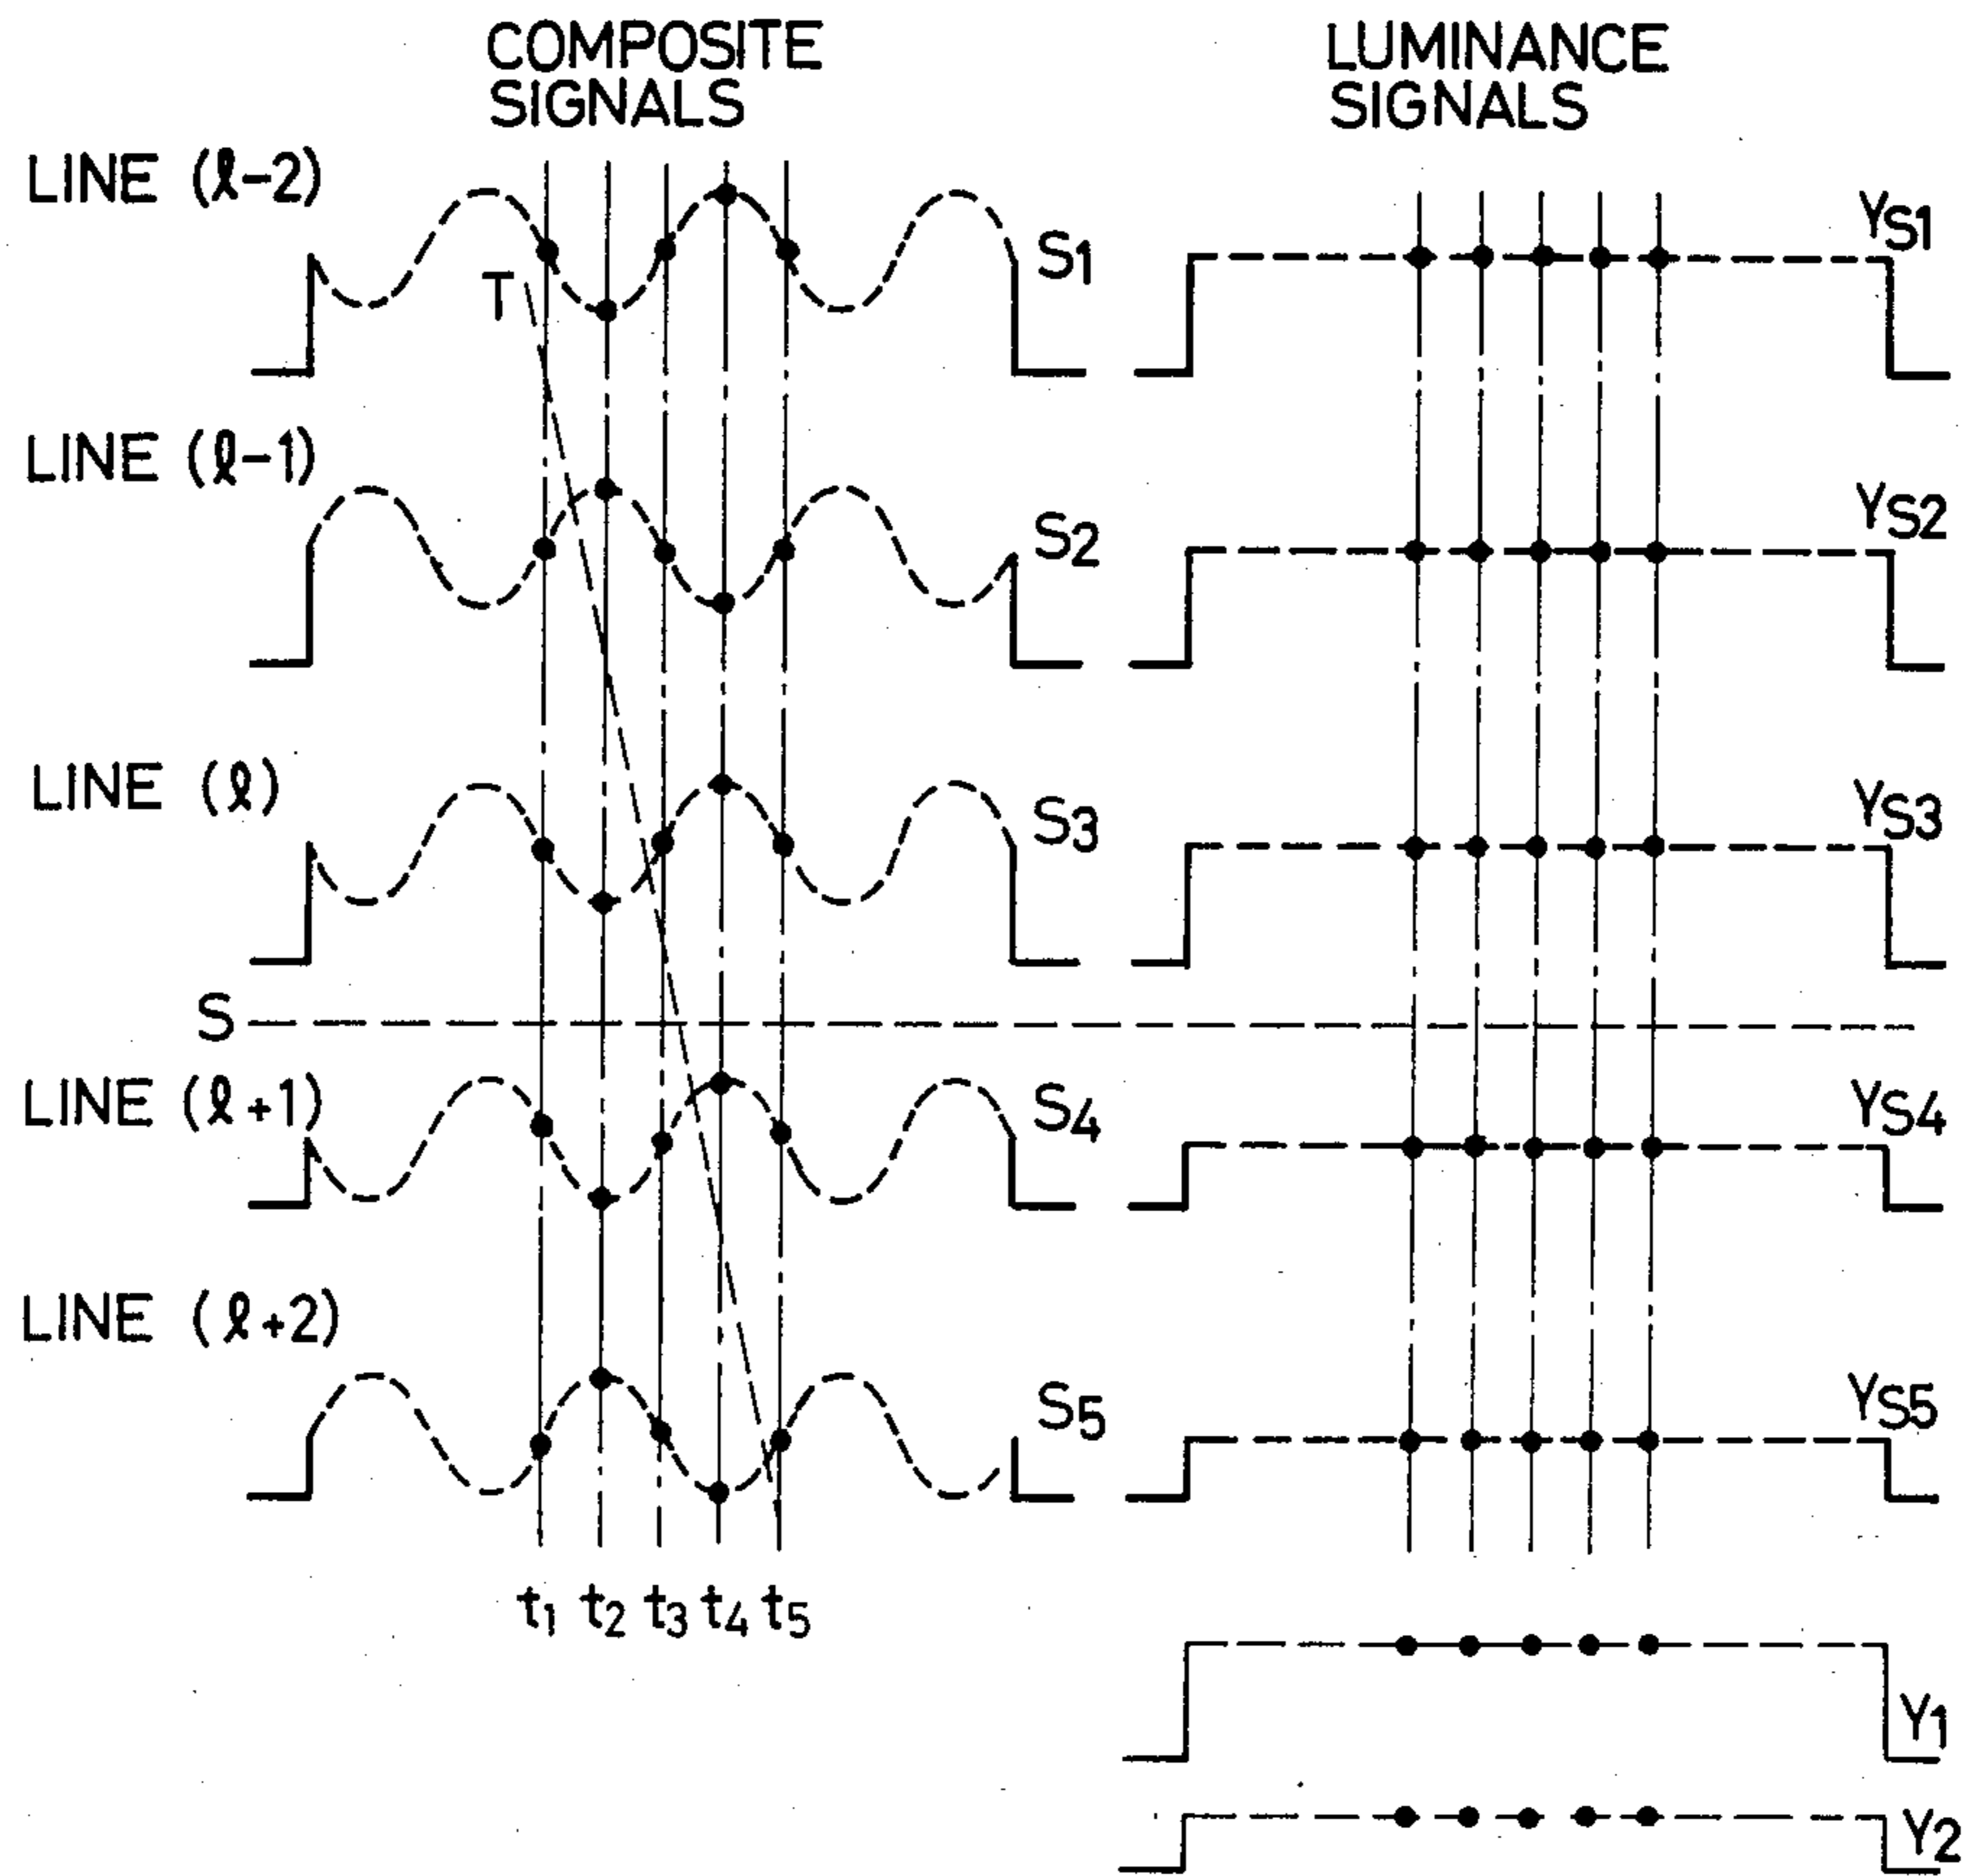 COMPOSITE
SIGNALS
LUMINANCE
SIGNALS
LINE (ℓ-2)
S1
YS1
T
LINE (ℓ-1)
S2
YS2
LINE (ℓ)
S3
YS3
S
LINE (ℓ+1)
S4
YS4
LINE (ℓ+2)
S5
YS5
t1 t2 t3 t4 t5
Y1
Y2